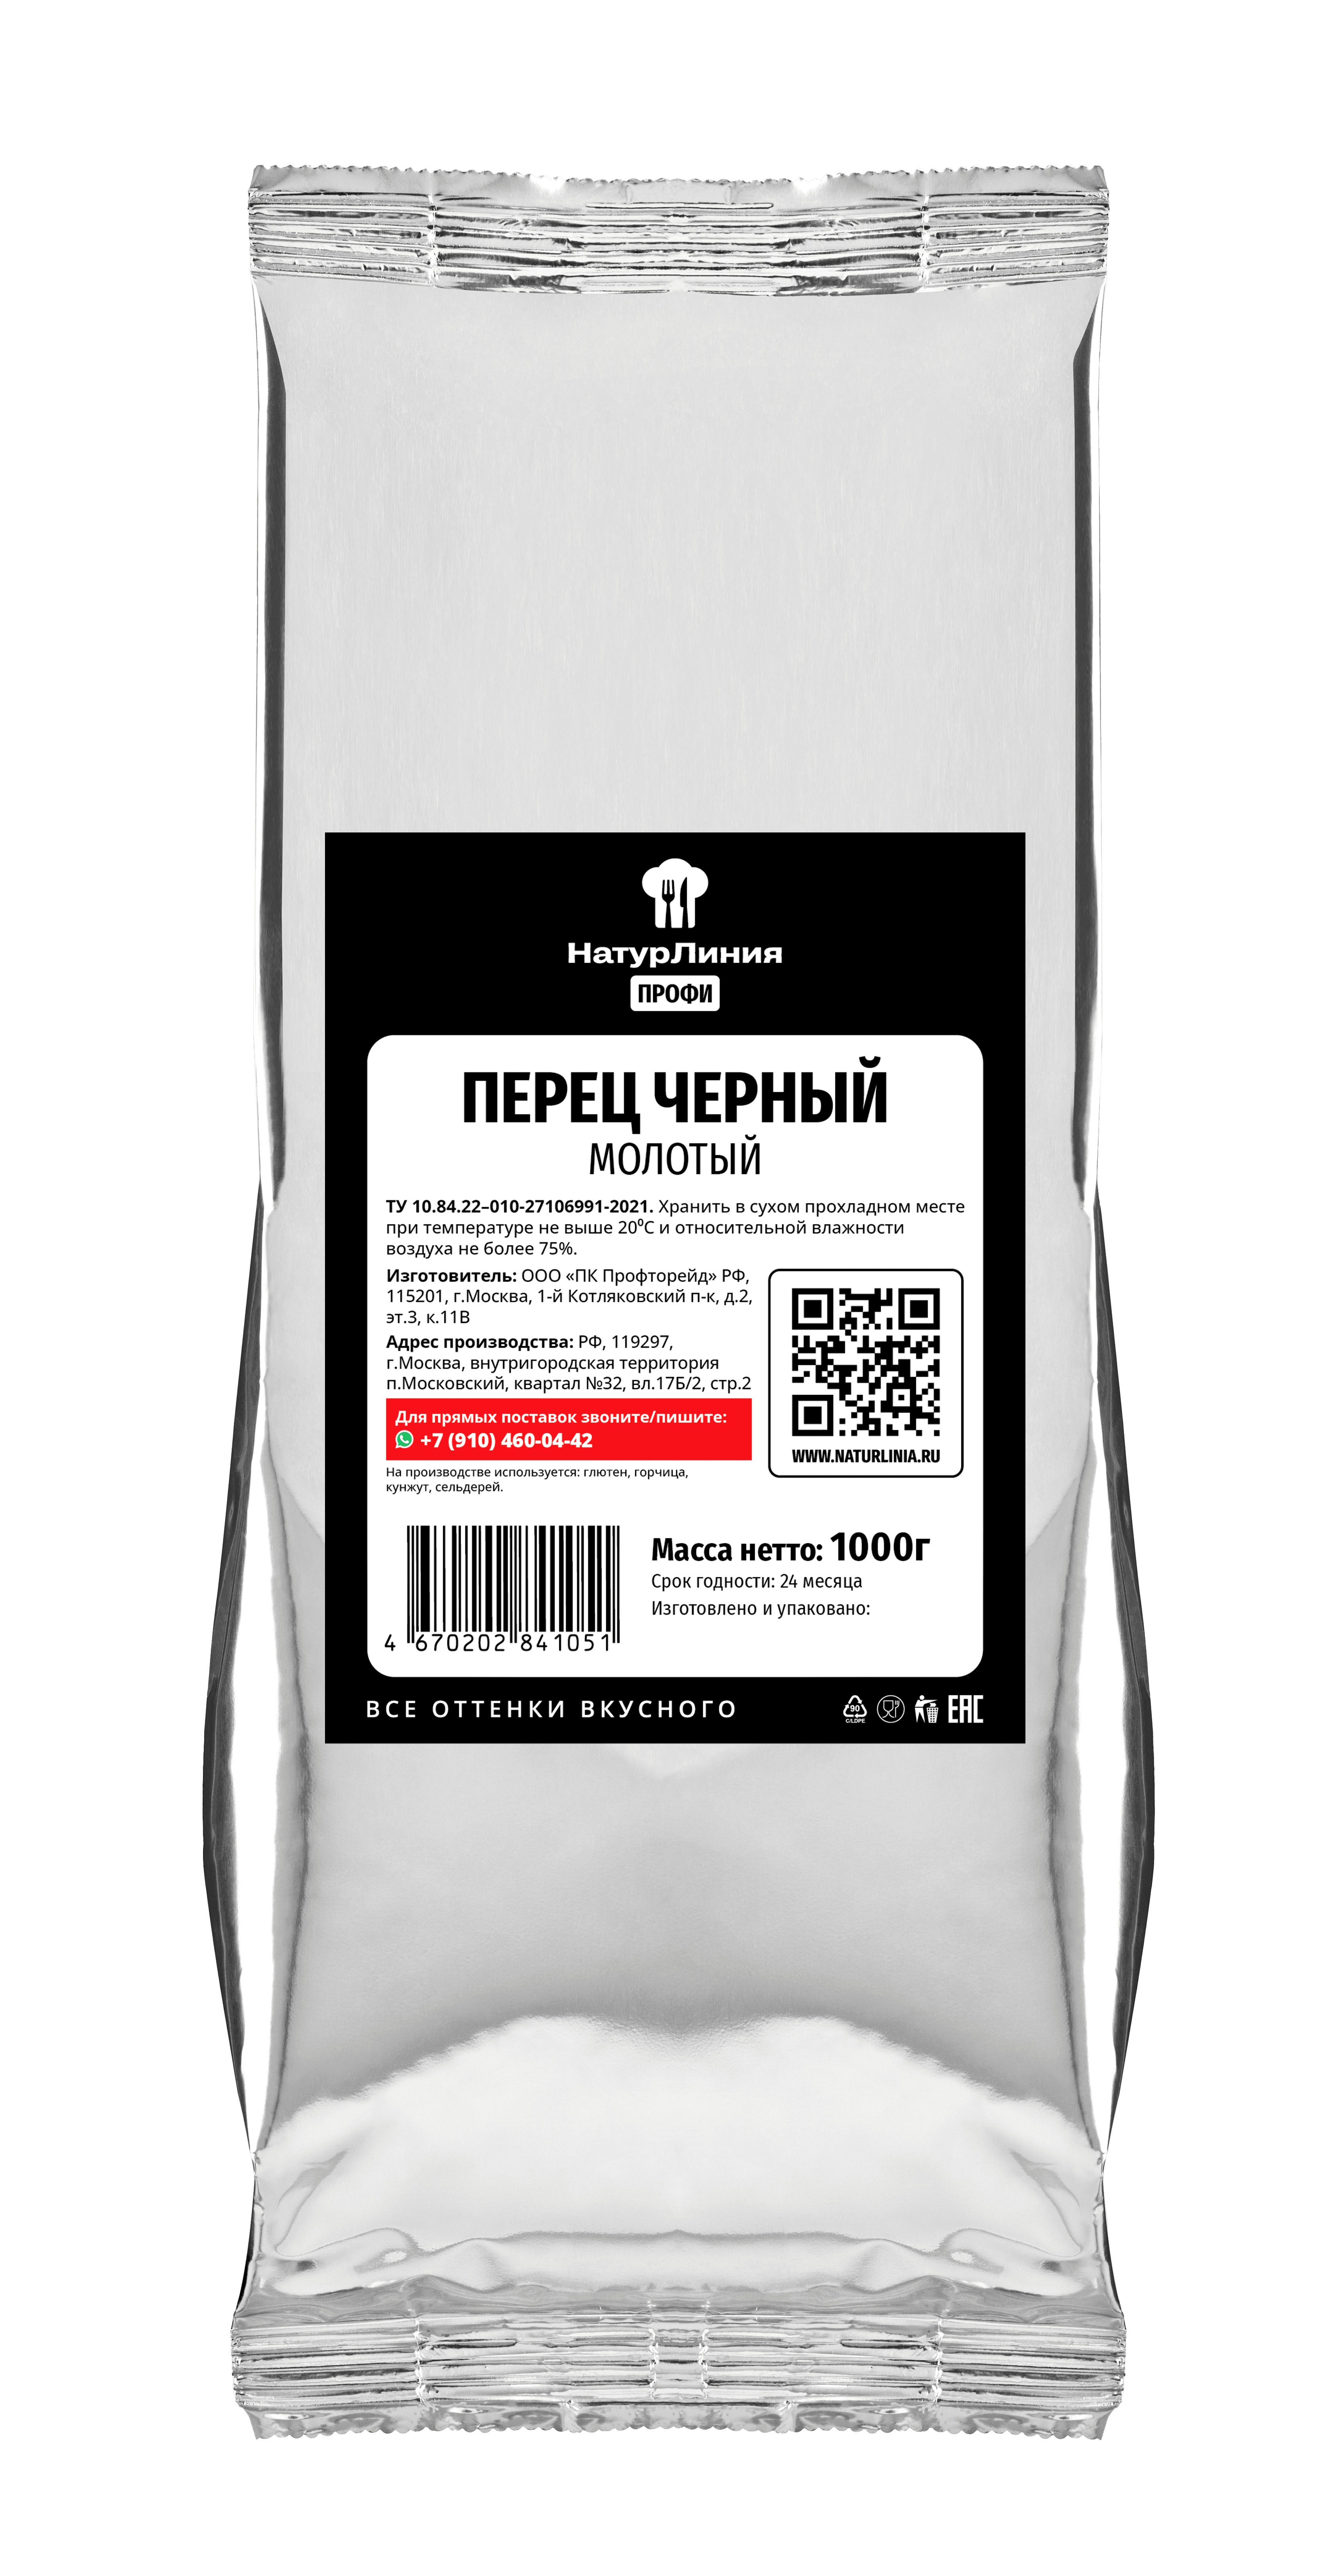 НатурЛиния
ПРОФИ
ПЕРЕЦ ЧЕРНЫЙ
МОЛОТЫЙ
ТУ 10.84.22–010-27106991-2021. Хранить в сухом прохладном месте
при температуре не выше 20⁰С и относительной влажности
воздуха не более 75%.
Изготовитель: ООО «ПК Профторейд» РФ,
115201, г.Москва, 1-й Котляковский п-к, д.2,
эт.3, к.11В
Адрес производства: РФ, 119297,
г.Москва, внутригородская территория
п.Московский, квартал №32, вл.17Б/2, стр.2
Для прямых поставок звоните/пишите:
+7 (910) 460-04-42
На производстве используется: глютен, горчица,
кунжут, сельдерей.
WWW.NATURLINIA.RU
Масса нетто: 1000г
Срок годности: 24 месяца
Изготовлено и упаковано:
4 670202 841051
ВСЕ ОТТЕНКИ ВКУСНОГО
90
C/LDPE
EAC